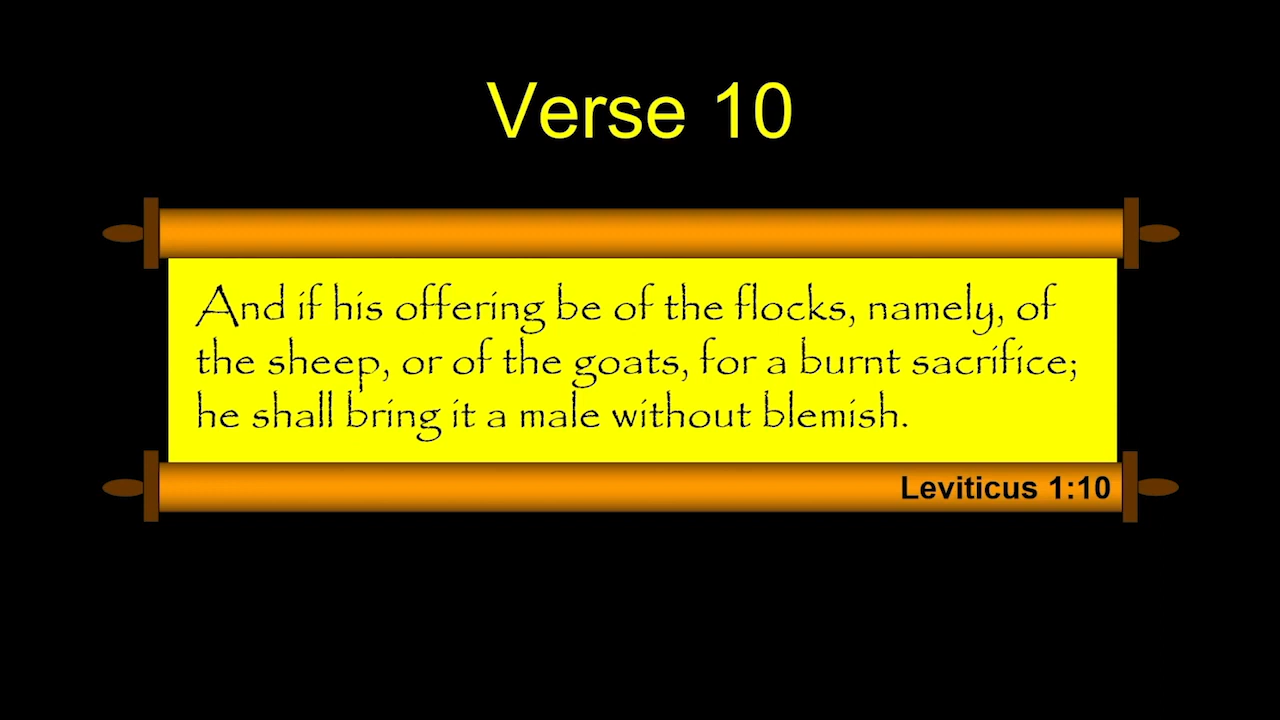 Verse 10
And if his offering be of the flocks, namely, of
the sheep, or of the goats, for a burnt sacrifice;
he shall bring it a male without blemish.
Leviticus 1:10